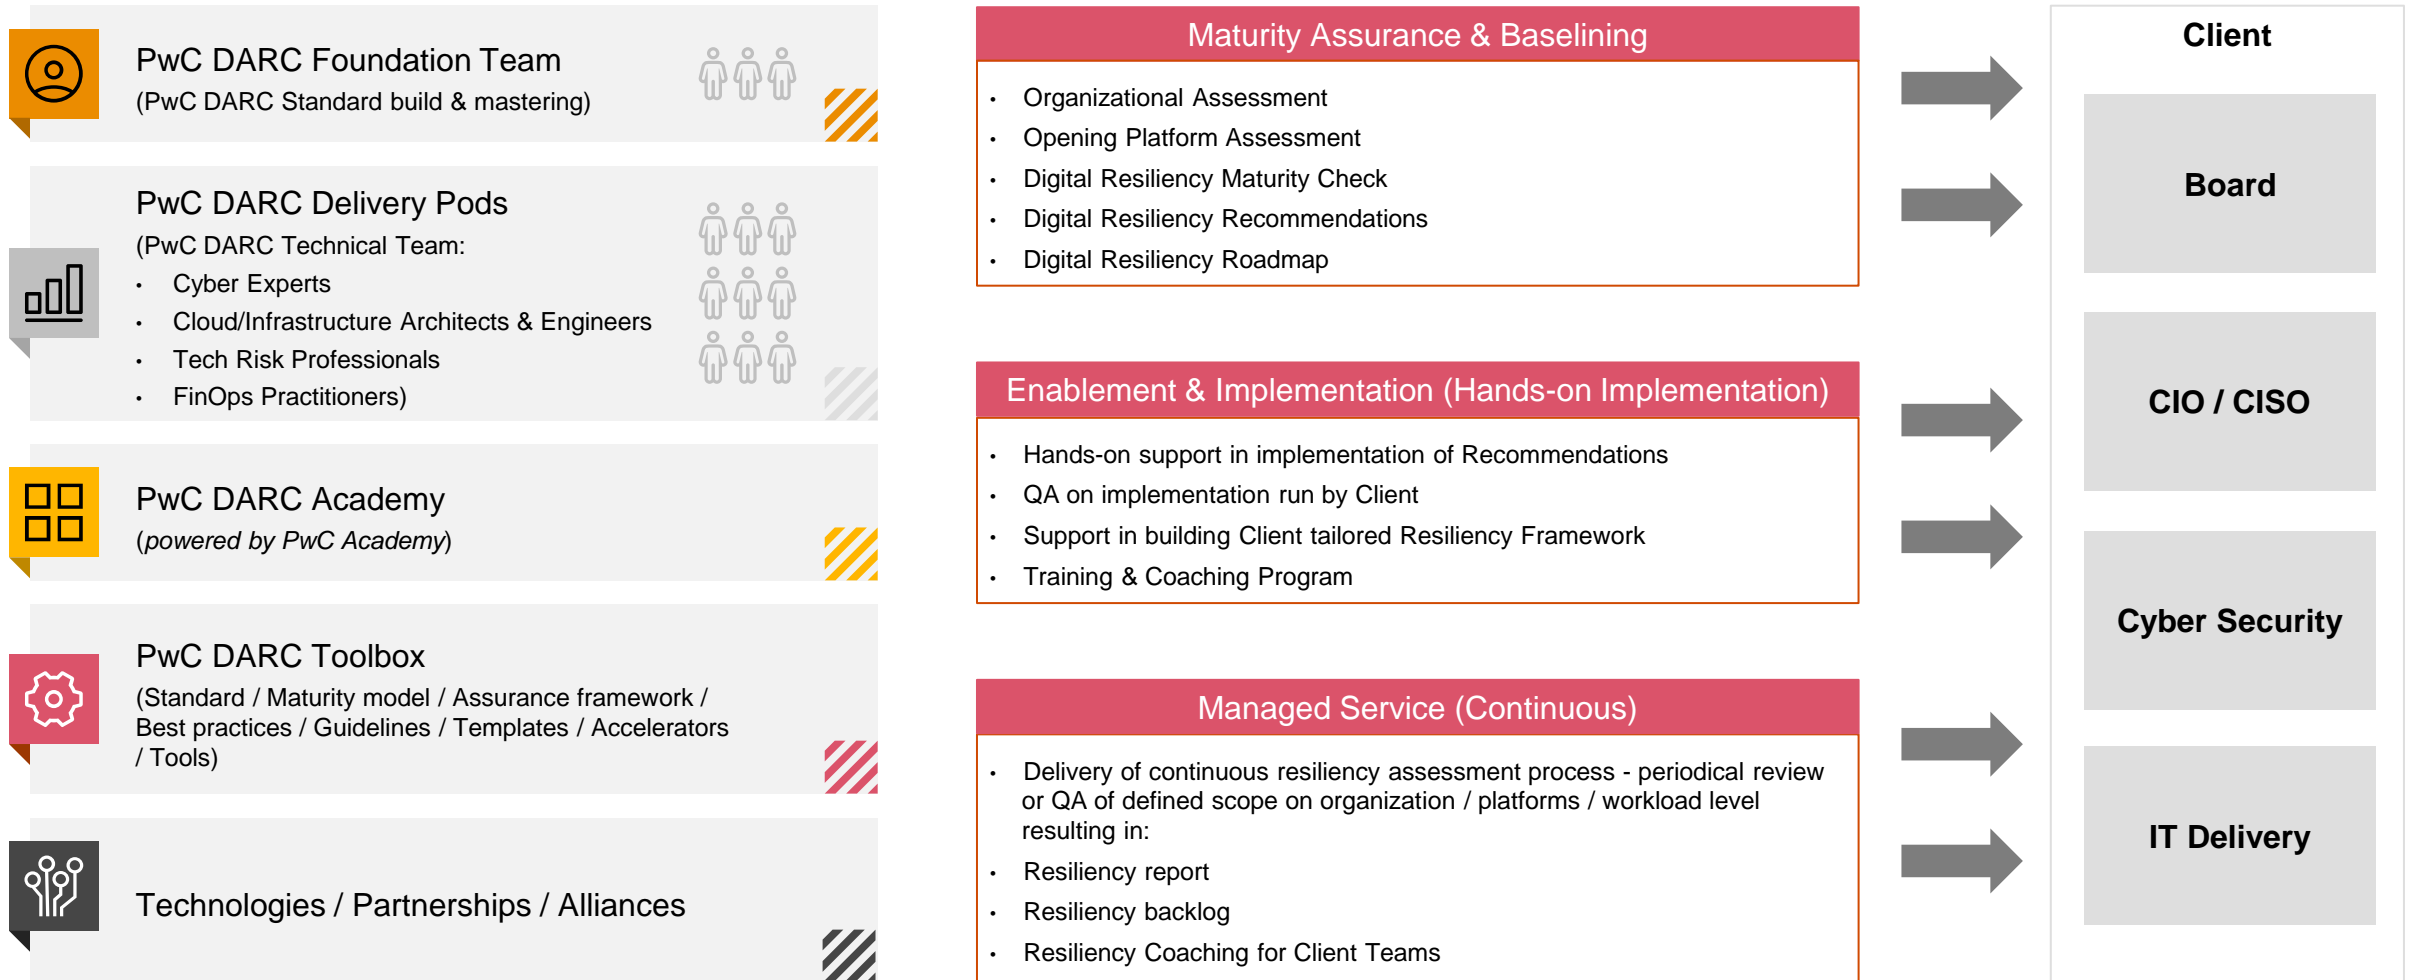 PwC DARC Foundation Team
(PwC DARC Standard build & mastering)
PwC DARC Delivery Pods
(PwC DARC Technical Team:
• Cyber Experts
• Cloud/Infrastructure Architects & Engineers
• Tech Risk Professionals
• FinOps Practitioners)
PwC DARC Academy
(powered by PwC Academy)
PwC DARC Toolbox
(Standard / Maturity model / Assurance framework /
Best practices / Guidelines / Templates / Accelerators
/ Tools)
Technologies / Partnerships / Alliances
Maturity Assurance & Baselining
• Organizational Assessment
• Opening Platform Assessment
• Digital Resiliency Maturity Check
• Digital Resiliency Recommendations
• Digital Resiliency Roadmap
Enablement & Implementation (Hands-on Implementation)
• Hands-on support in implementation of Recommendations
• QA on implementation run by Client
• Support in building Client tailored Resiliency Framework
• Training & Coaching Program
Managed Service (Continuous)
• Delivery of continuous resiliency assessment process - periodical review
or QA of defined scope on organization / platforms / workload level
resulting in:
• Resiliency report
• Resiliency backlog
• Resiliency Coaching for Client Teams
Client
Board
CIO / CISO
Cyber Security
IT Delivery